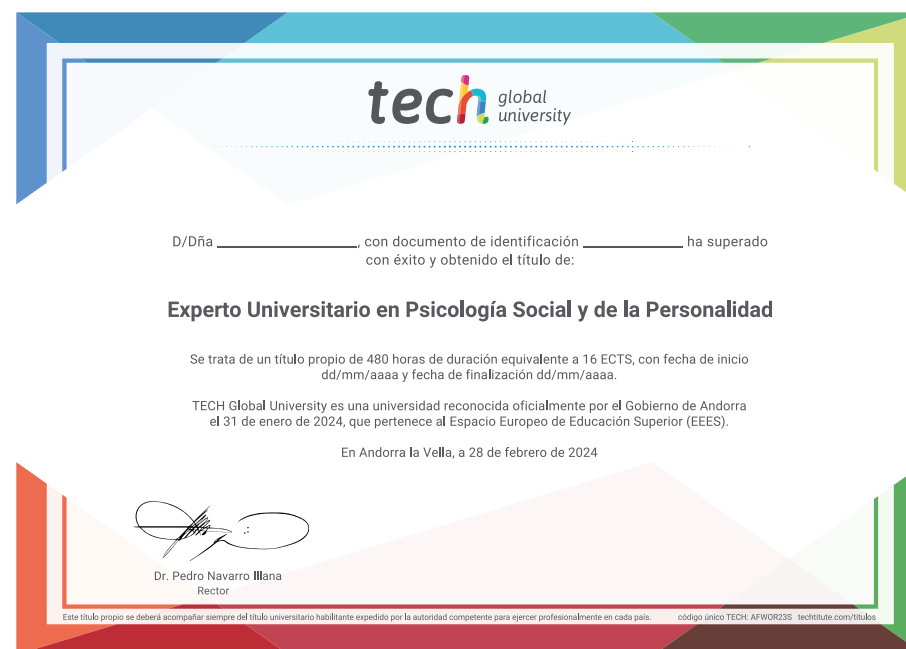 tech global
university
D/Dña ____________, con documento de identificación ____________ ha superado
con éxito y obtenido el título de:
Experto Universitario en Psicología Social y de la Personalidad
Se trata de un título propio de 480 horas de duración equivalente a 16 ECTS, con fecha de inicio
dd/mm/aaaa y fecha de finalización dd/mm/aaaa.
TECH Global University es una universidad reconocida oficialmente por el Gobierno de Andorra
el 31 de enero de 2024, que pertenece al Espacio Europeo de Educación Superior (EEES).
En Andorra la Vella, a 28 de febrero de 2024
Dr. Pedro Navarro Illana
Rector
Este título propio se deberá acompañar siempre del título universitario habilitante expedido por la autoridad competente para ejercer profesionalmente en cada país. código único TECH: AFWOR23S techtitute.com/titulos